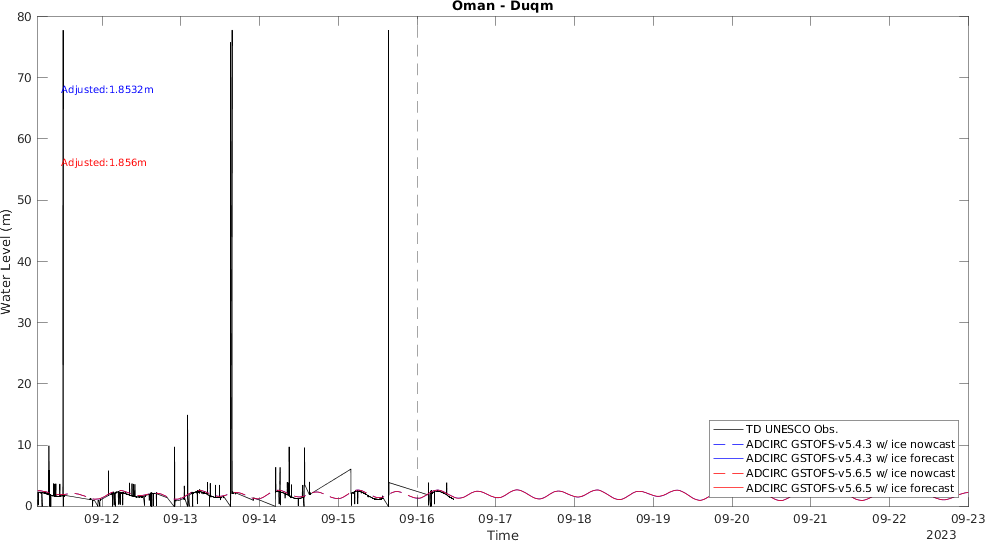 Oman - Duqm
80
70
60
50
40
30
20
10
0
Water Level (m)
Adjusted:1.8532m
Adjusted:1.856m
TD UNESCO Obs.
ADCIRC GSTOFS-v5.4.3 w/ ice nowcast
ADCIRC GSTOFS-v5.4.3 w/ ice forecast
ADCIRC GSTOFS-v5.6.5 w/ ice nowcast
ADCIRC GSTOFS-v5.6.5 w/ ice forecast
09-12 09-13 09-14 09-15 09-16 09-17 09-18 09-19 09-20 09-21 09-22 09-23
Time
2023